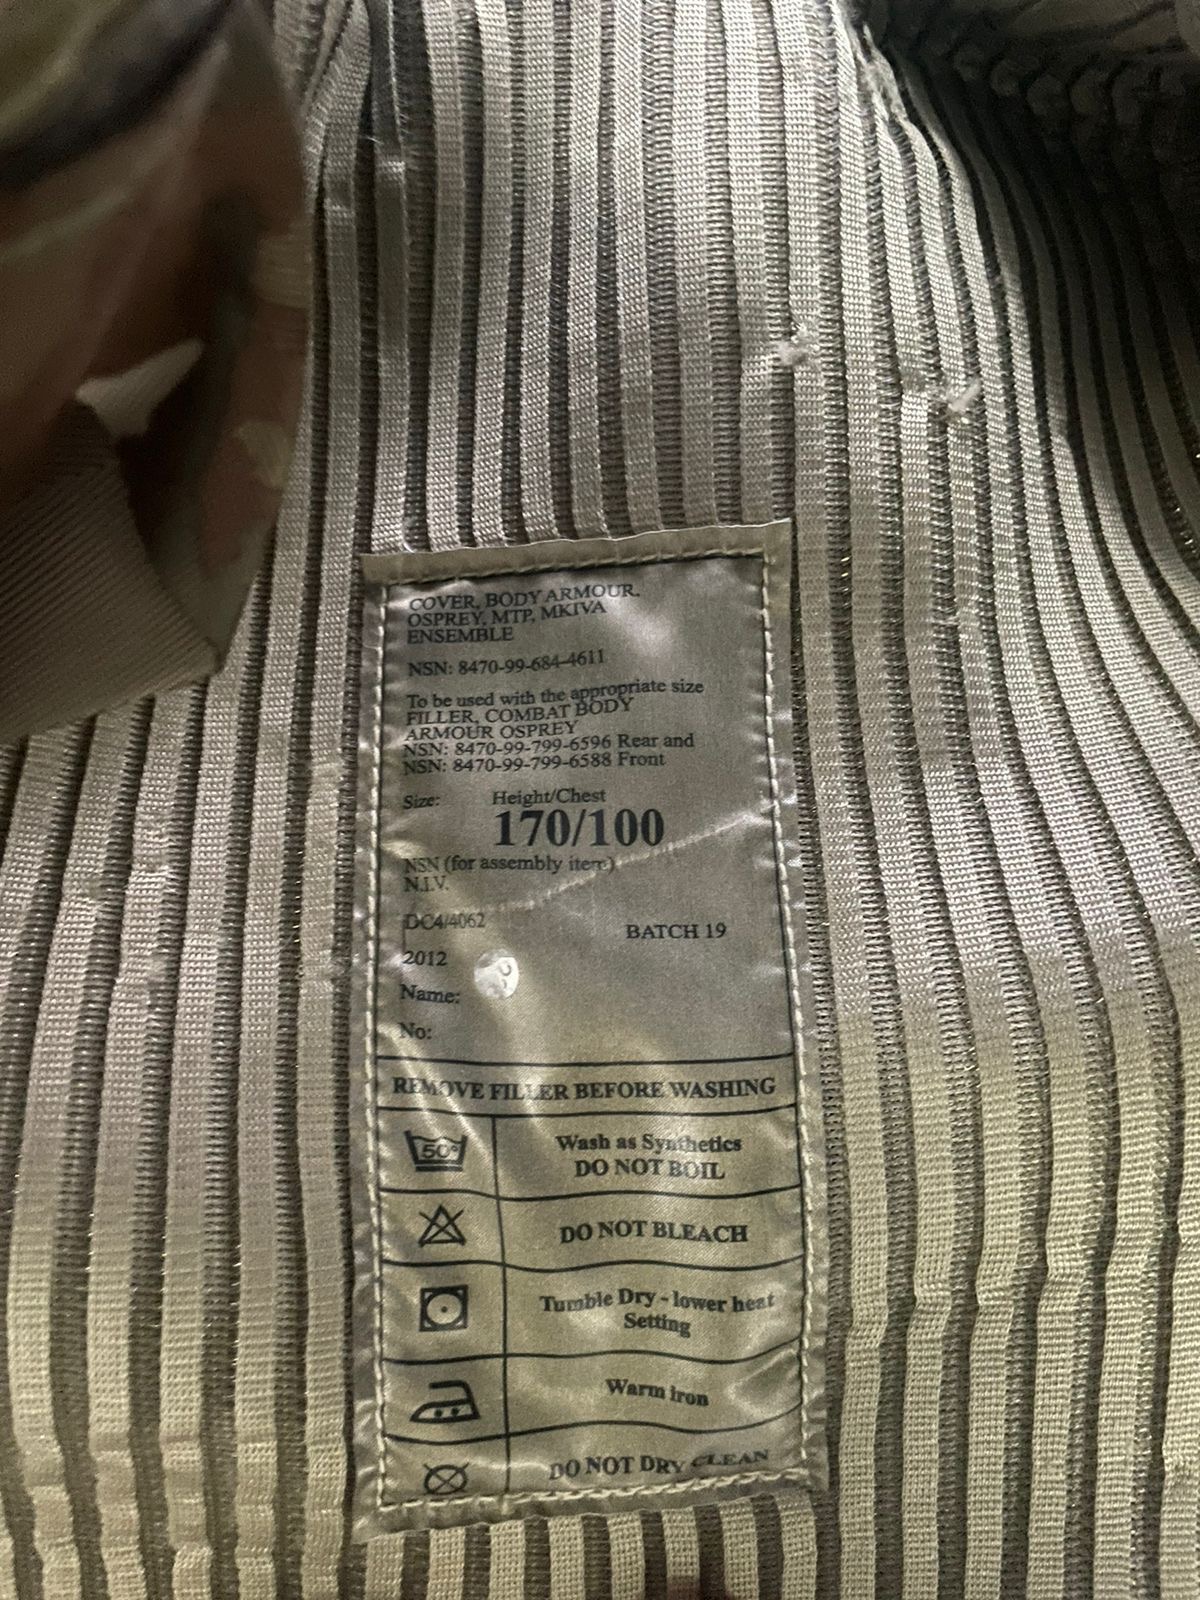 COVER, BODY ARMOUR,
OSPREY, MTP, MKIVA
ENSEMBLE
NSN: 8470-99-684-4611
To be used with the appropriate size
FILLER, COMBAT BODY
ARMOUR OSPREY
NSN: 8470-99-799-6596 Rear and
NSN: 8470-99-799-6588 Front
Size: Height/Chest
170/100
NSN (for assembly item)
N.I.V.
DC4/4062 BATCH 19
2012
Name:
No:
REMOVE FILLER BEFORE WASHING
50°
Wash as Synthetics
DO NOT BOIL
DO NOT BLEACH
Tumble Dry - lower heat
Setting
Warm iron
DO NOT DRY CLEAN